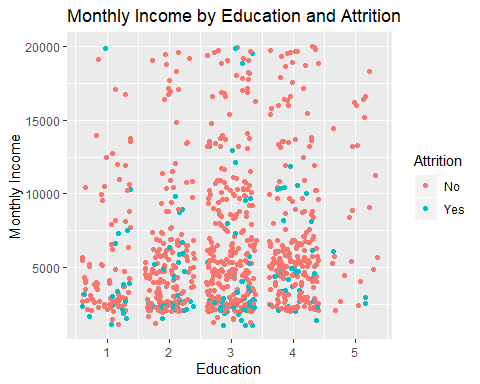 Monthly Income by Education and Attrition
20000
15000
10000
5000
Monthly Income
1 2 3 4 5
Education
Attrition
No
Yes